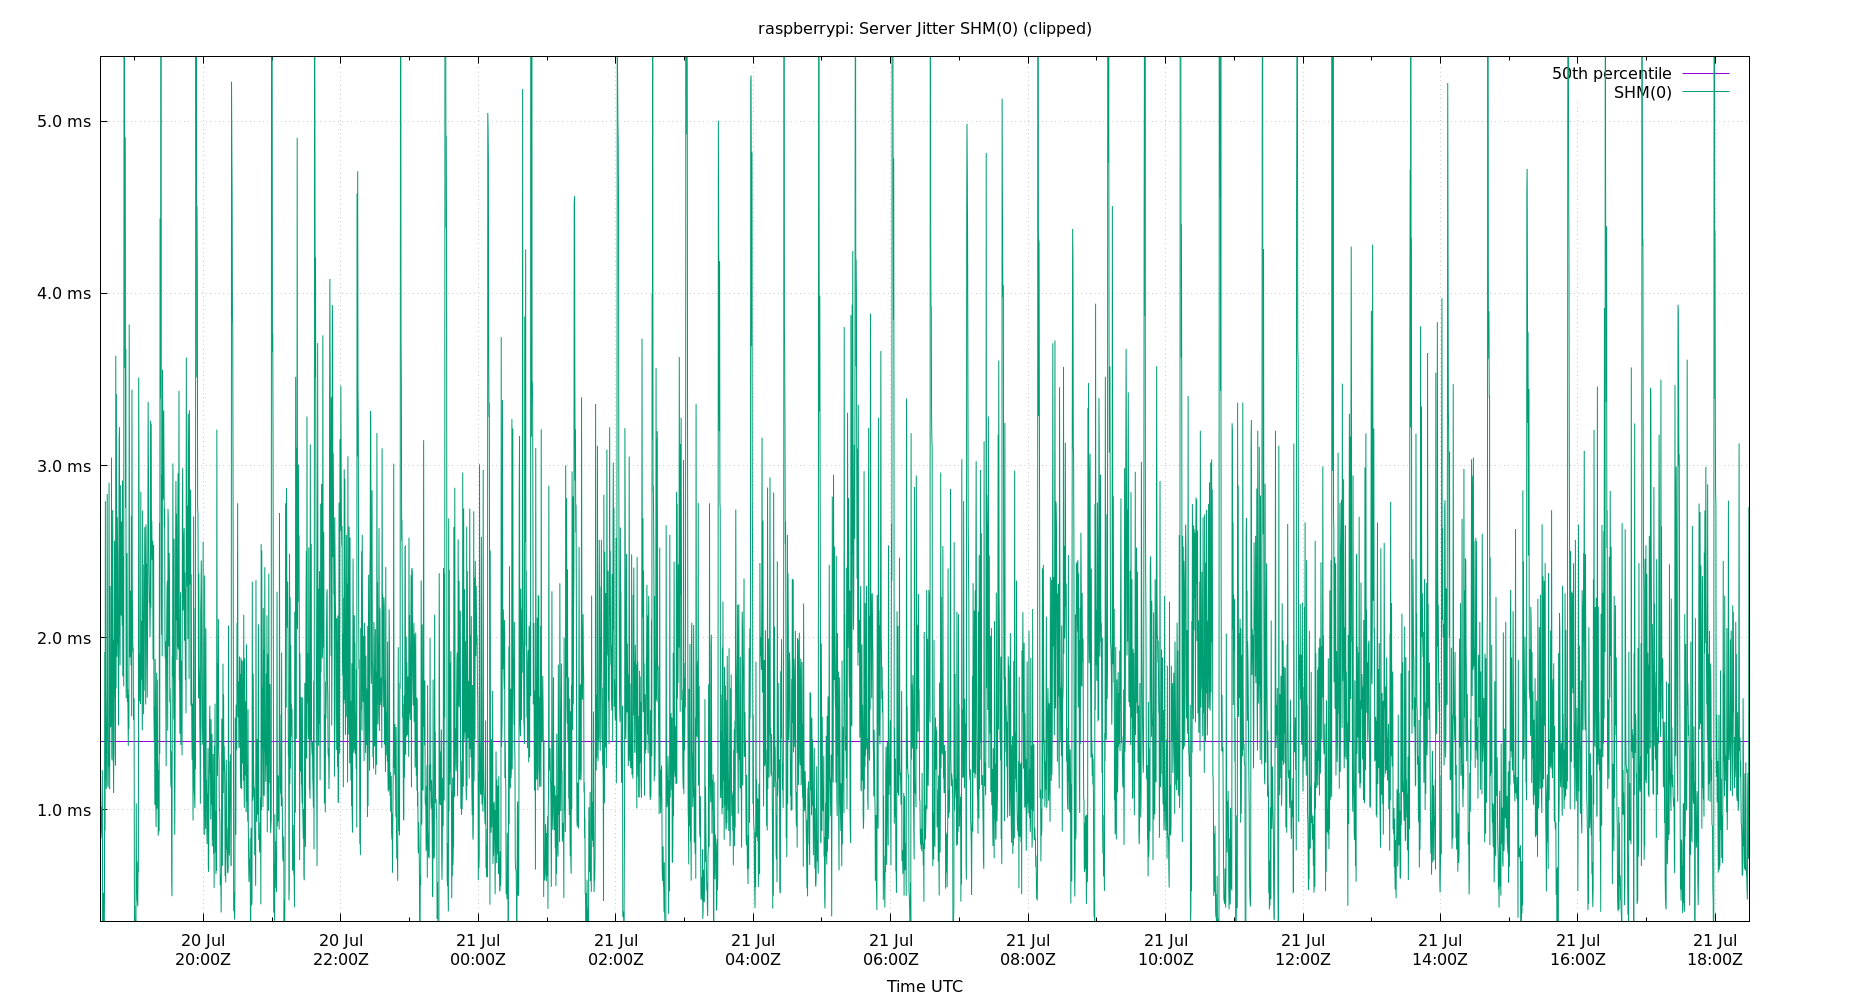 raspberrypi: Server Jitter SHM(0) (clipped)
50th percentile
SHM(0)
5.0 ms
4.0 ms
3.0 ms
2.0 ms
1.0 ms
20 Jul 20 Jul 21 Jul 21 Jul 21 Jul 21 Jul 21 Jul 21 Jul 21 Jul 21 Jul 21 Jul 21 Jul
20:00Z 22:00Z 00:00Z 02:00Z 04:00Z 06:00Z 08:00Z 10:00Z 12:00Z 14:00Z 16:00Z 18:00Z
Time UTC